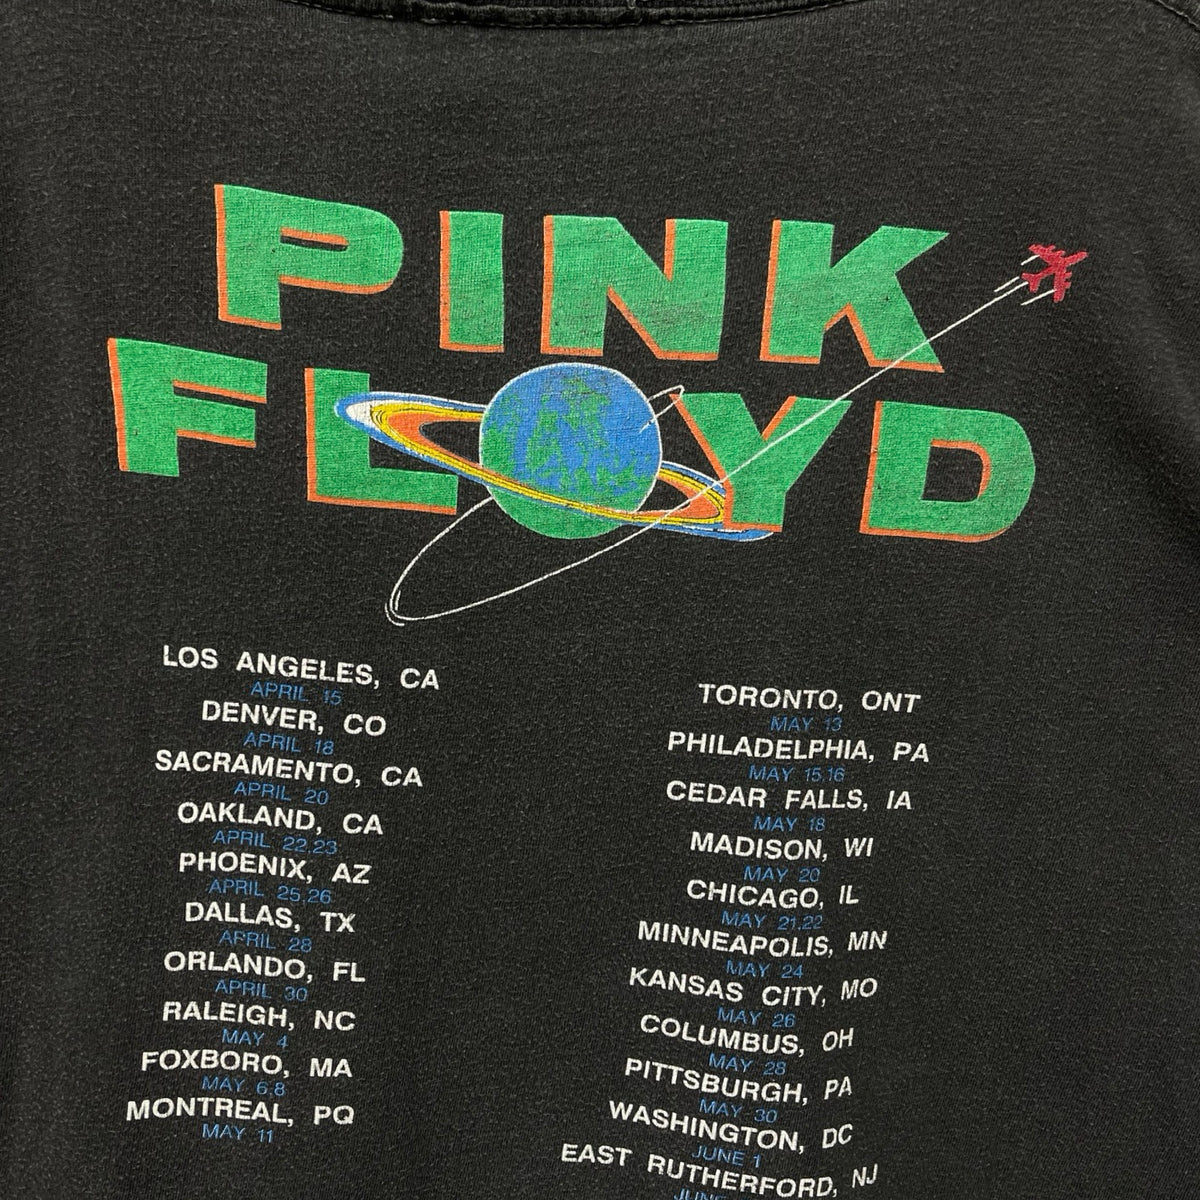 PINK
FLOYD
LOS ANGELES, CA
APRIL 15
DENVER, CO
APRIL 18
SACRAMENTO, CA
APRIL 20
OAKLAND, CA
APRIL 22,23
PHOENIX, AZ
APRIL 25,26
DALLAS, TX
APRIL 28
ORLANDO, FL
APRIL 30
RALEIGH, NC
MAY 4
FOXBORO, MA
MAY 6,8
MONTREAL, PQ
MAY 11
TORONTO, ONT
MAY 13
PHILADELPHIA, PA
MAY 15,16
CEDAR FALLS, IA
MAY 18
MADISON, WI
MAY 20
CHICAGO, IL
MAY 21,22
MINNEAPOLIS, MN
MAY 24
KANSAS CITY, MO
MAY 26
COLUMBUS, OH
MAY 28
PITTSBURGH, PA
MAY 30
WASHINGTON, DC
JUNE 1
EAST RUTHERFORD, NJ